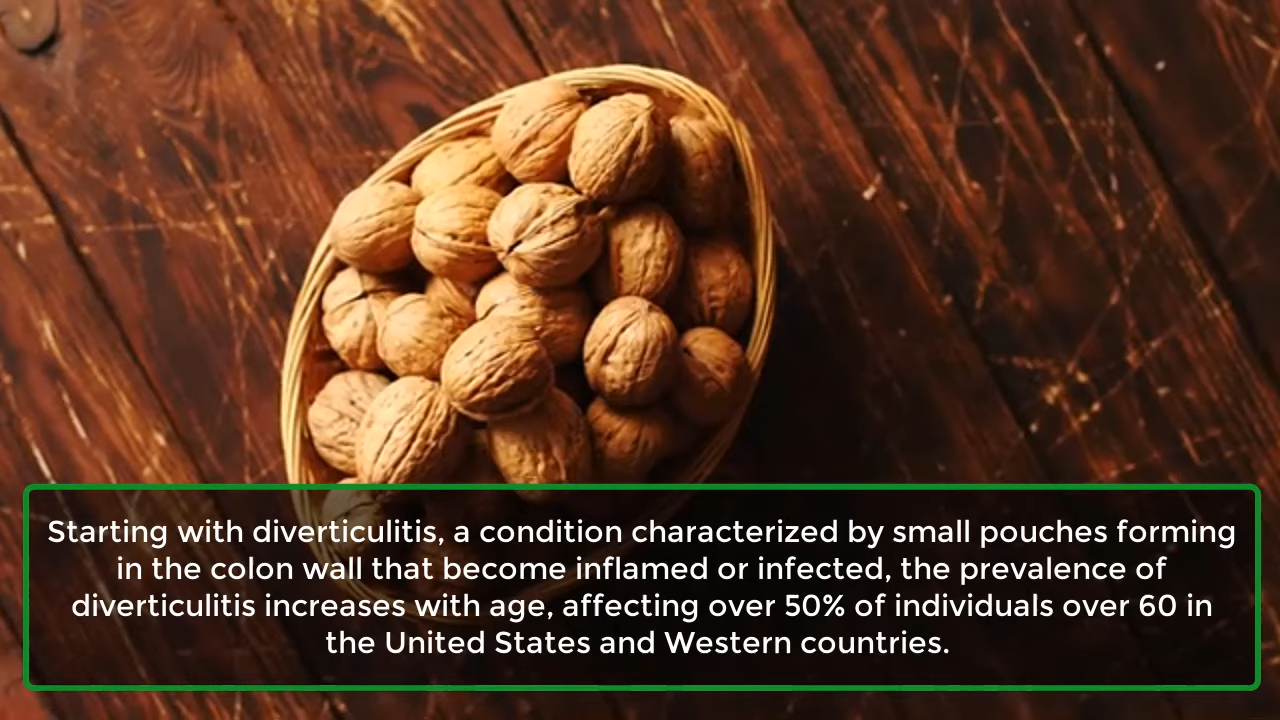 Starting with diverticulitis, a condition characterized by small pouches forming
in the colon wall that become inflamed or infected, the prevalence of
diverticulitis increases with age, affecting over 50% of individuals over 60 in
the United States and Western countries.